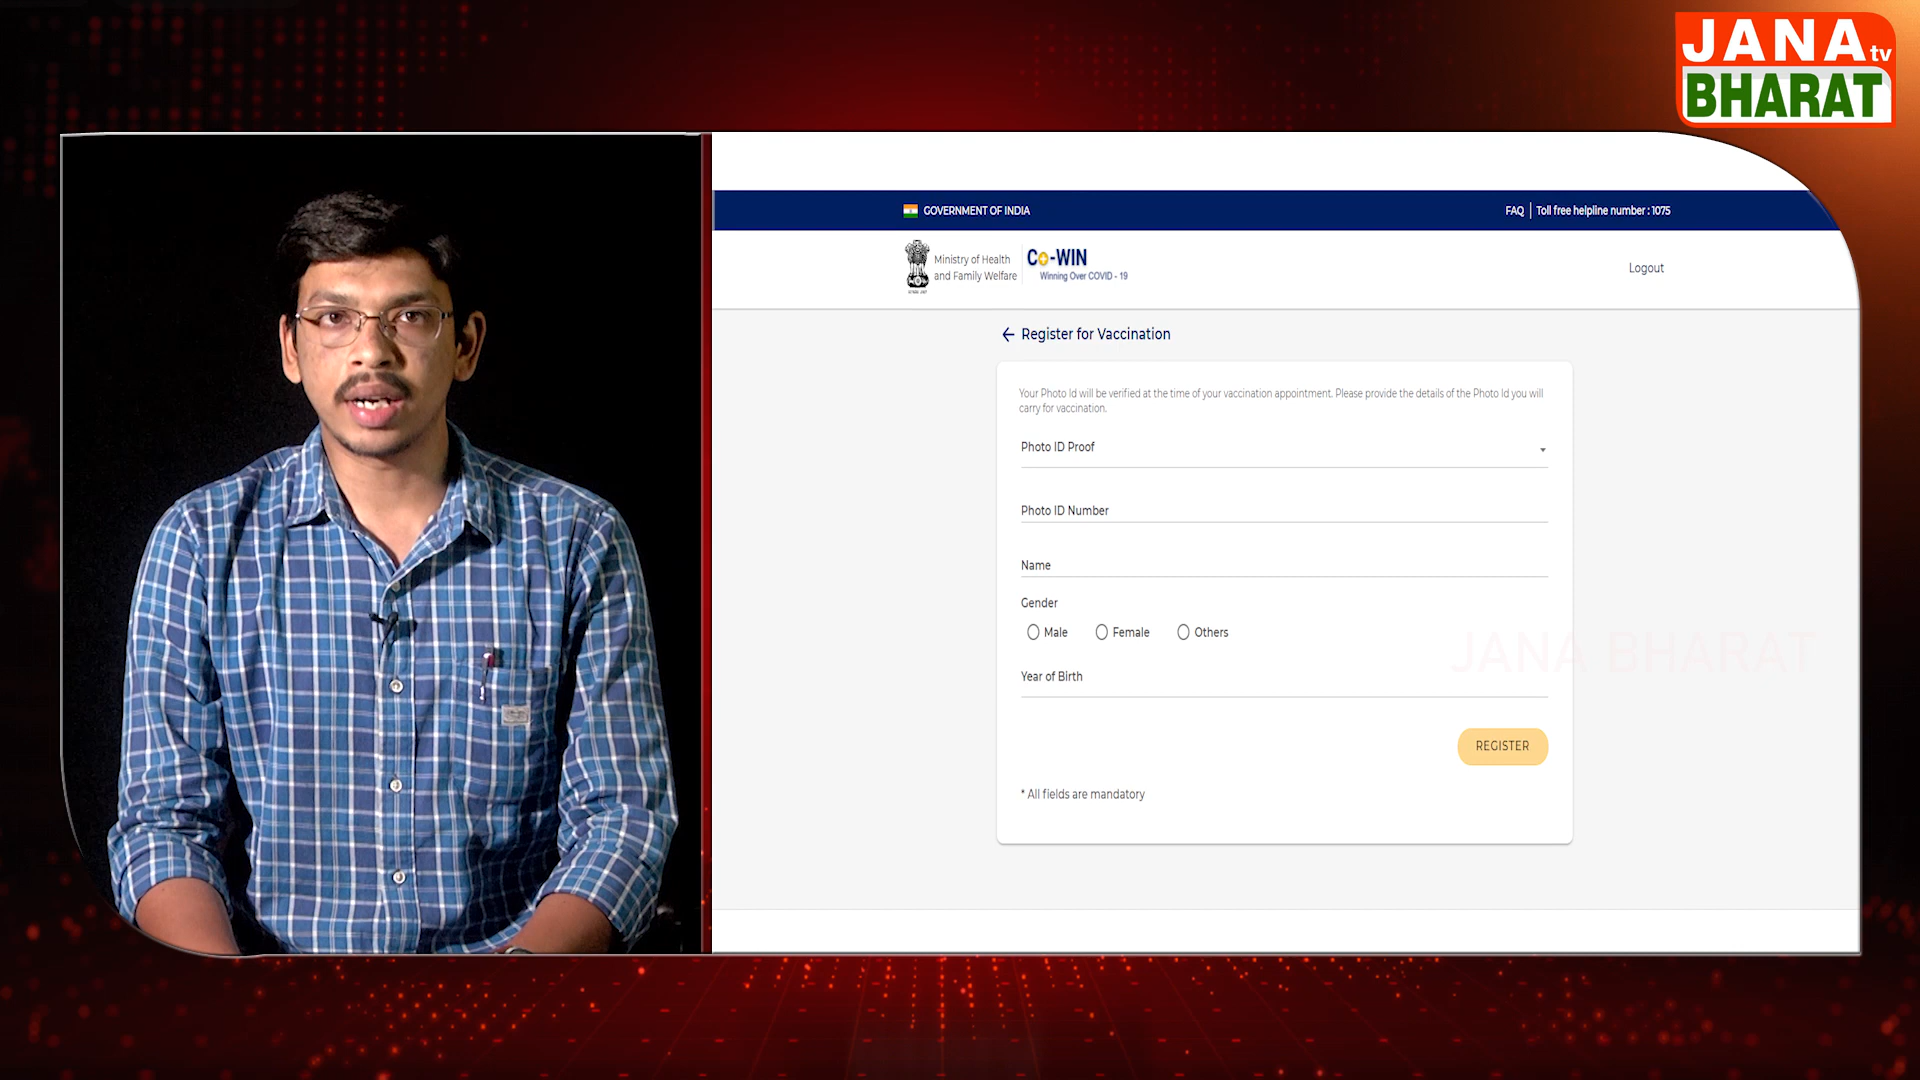 JANA tv
BHARAT
GOVERNMENT OF INDIA
FAQ | Toll free helpline number : 1075
Ministry of Health
and Family Welfare
Co-WIN
Winning Over COVID - 19
Logout
← Register for Vaccination
Your Photo Id will be verified at the time of your vaccination appointment. Please provide the details of the Photo Id you will
carry for vaccination.
Photo ID Proof
Photo ID Number
Name
Gender
Male Female Others
JANA BHARAT
Year of Birth
REGISTER
* All fields are mandatory